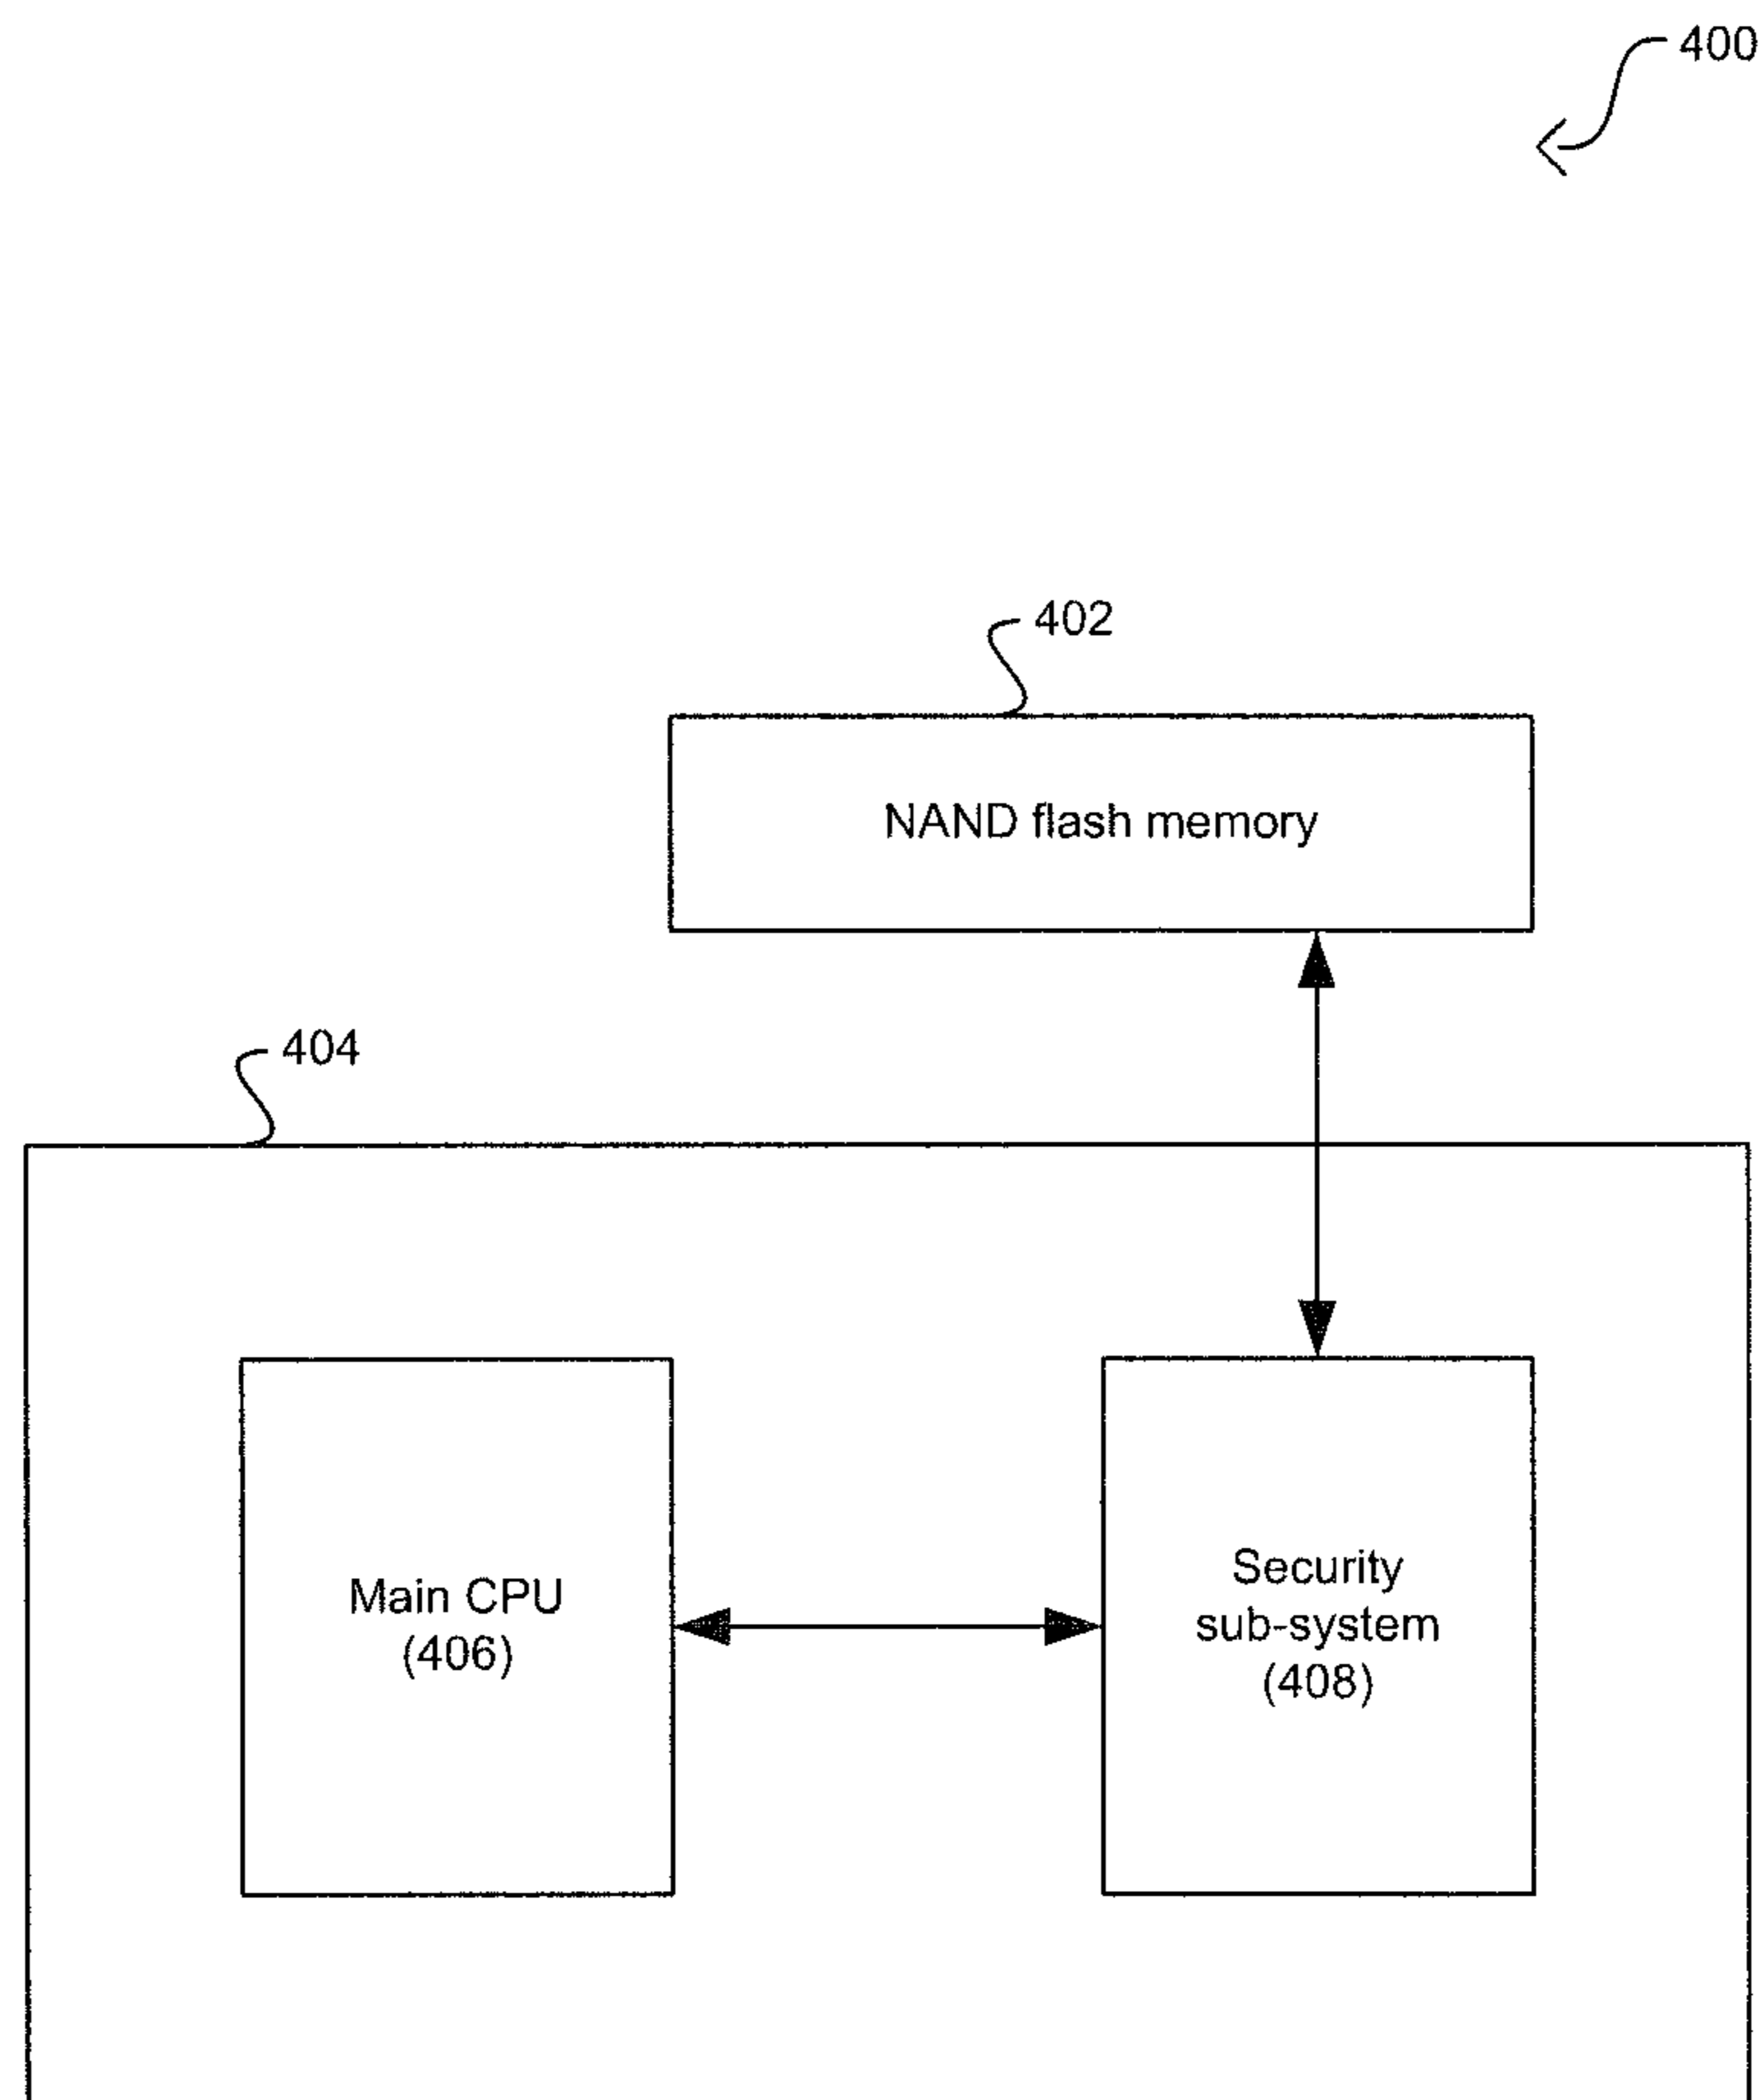 400
402
NAND flash memory
404
Main CPU
(406)
Security
sub-system
(408)